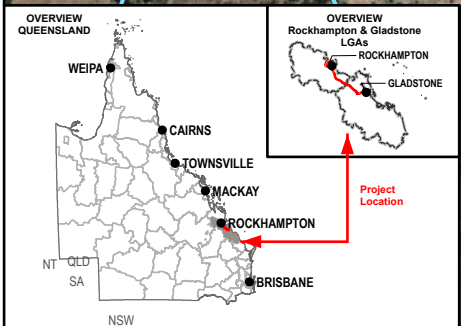 OVERVIEW
QUEENSLAND
OVERVIEW
Rockhampton & Gladstone
LGAs
ROCKHAMPTON
GLADSTONE
WEIPA
CAIRNS
TOWNSVILLE
MACKAY
Project
Location
ROCKHAMPTON
NT QLD
SA
BRISBANE
NSW